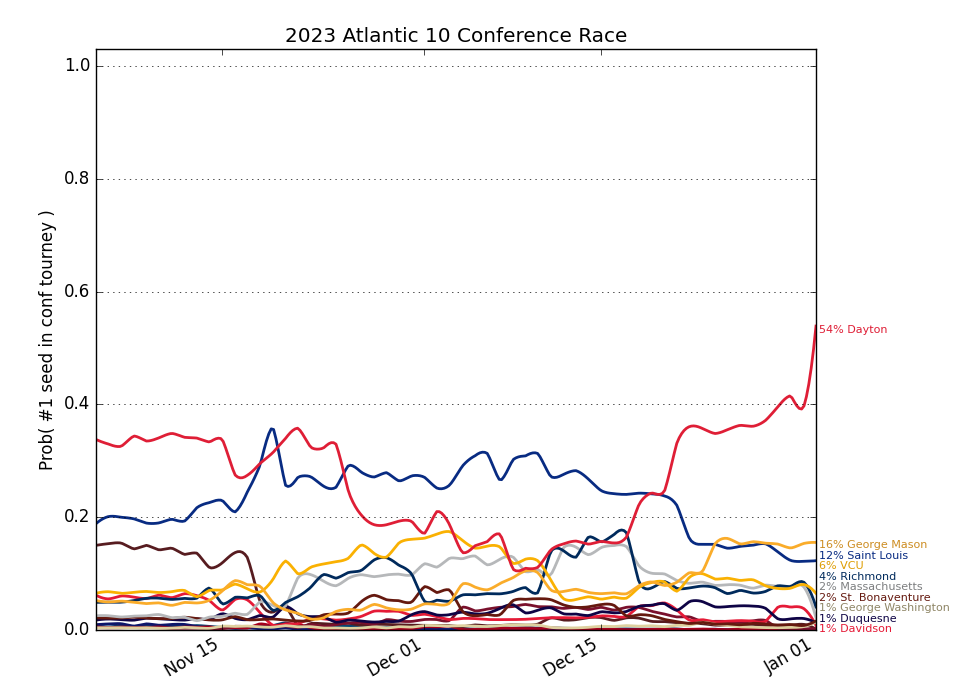 2023 Atlantic 10 Conference Race
Prob( #1 seed in conf tourney )
1.0
0.8
0.6
0.4
0.2
0.0
Nov 15
Dec 01
Dec 15
Jan 01
54% Dayton
16% George Mason
12% Saint Louis
6% VCU
4% Richmond
2% Massachusetts
2% St. Bonaventure
1% George Washington
1% Duquesne
1% Davidson